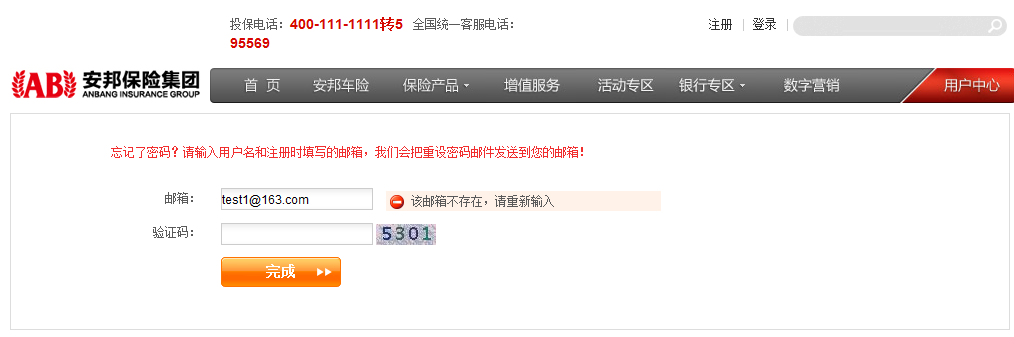 投保电话：400-111-1111转5 全国统一客服电话：
95569
注册 | 登录 |
AB 安邦保险集团
ANBANG INSURANCE GROUP
首 页 安邦车险 保险产品 增值服务 活动专区 银行专区 数字营销 用户中心
忘记了密码？请输入用户名和注册时填写的邮箱，我们会把重设密码邮件发送到您的邮箱！
邮箱： test1@163.com 该邮箱不存在，请重新输入
验证码： 5301
完成